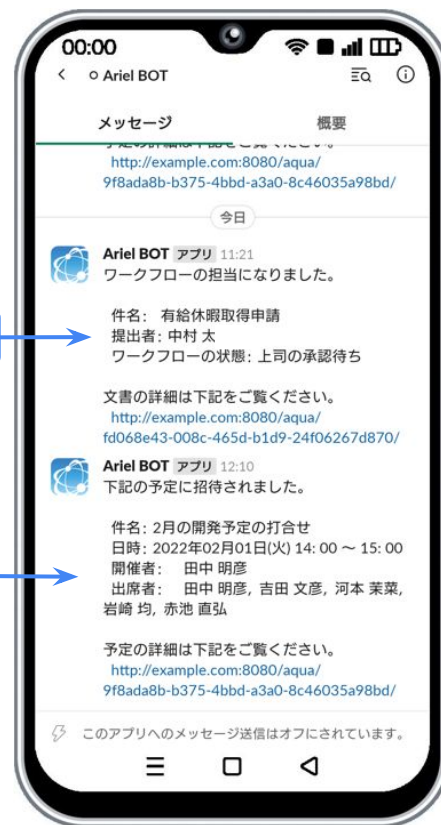 00:00
Ariel BOT
メッセージ
概要
http://example.com:8080/aqua/
9f8ada8b-b375-4bbd-a3a0-8c46035a98bd/
今日
Ariel BOT アプリ 11:21
ワークフローの担当になりました。
件名: 有給休暇取得申請
提出者: 中村 太
ワークフローの状態: 上司の承認待ち
文書の詳細は下記をご覧ください。
http://example.com:8080/aqua/
fd068e43-008c-465d-b1d9-24f06267d870/
Ariel BOT アプリ 12:10
下記の予定に招待されました。
件名: 2月の開発予定の打合せ
日時: 2022年02月01日(火) 14: 00 ～ 15: 00
開催者: 田中 明彦
出席者: 田中 明彦, 吉田 文彦, 河本 茉菜,
岩崎 均, 赤池 直弘
予定の詳細は下記をご覧ください。
http://example.com:8080/aqua/
9f8ada8b-b375-4bbd-a3a0-8c46035a98bd/
このアプリへのメッセージ送信はオフにされています。